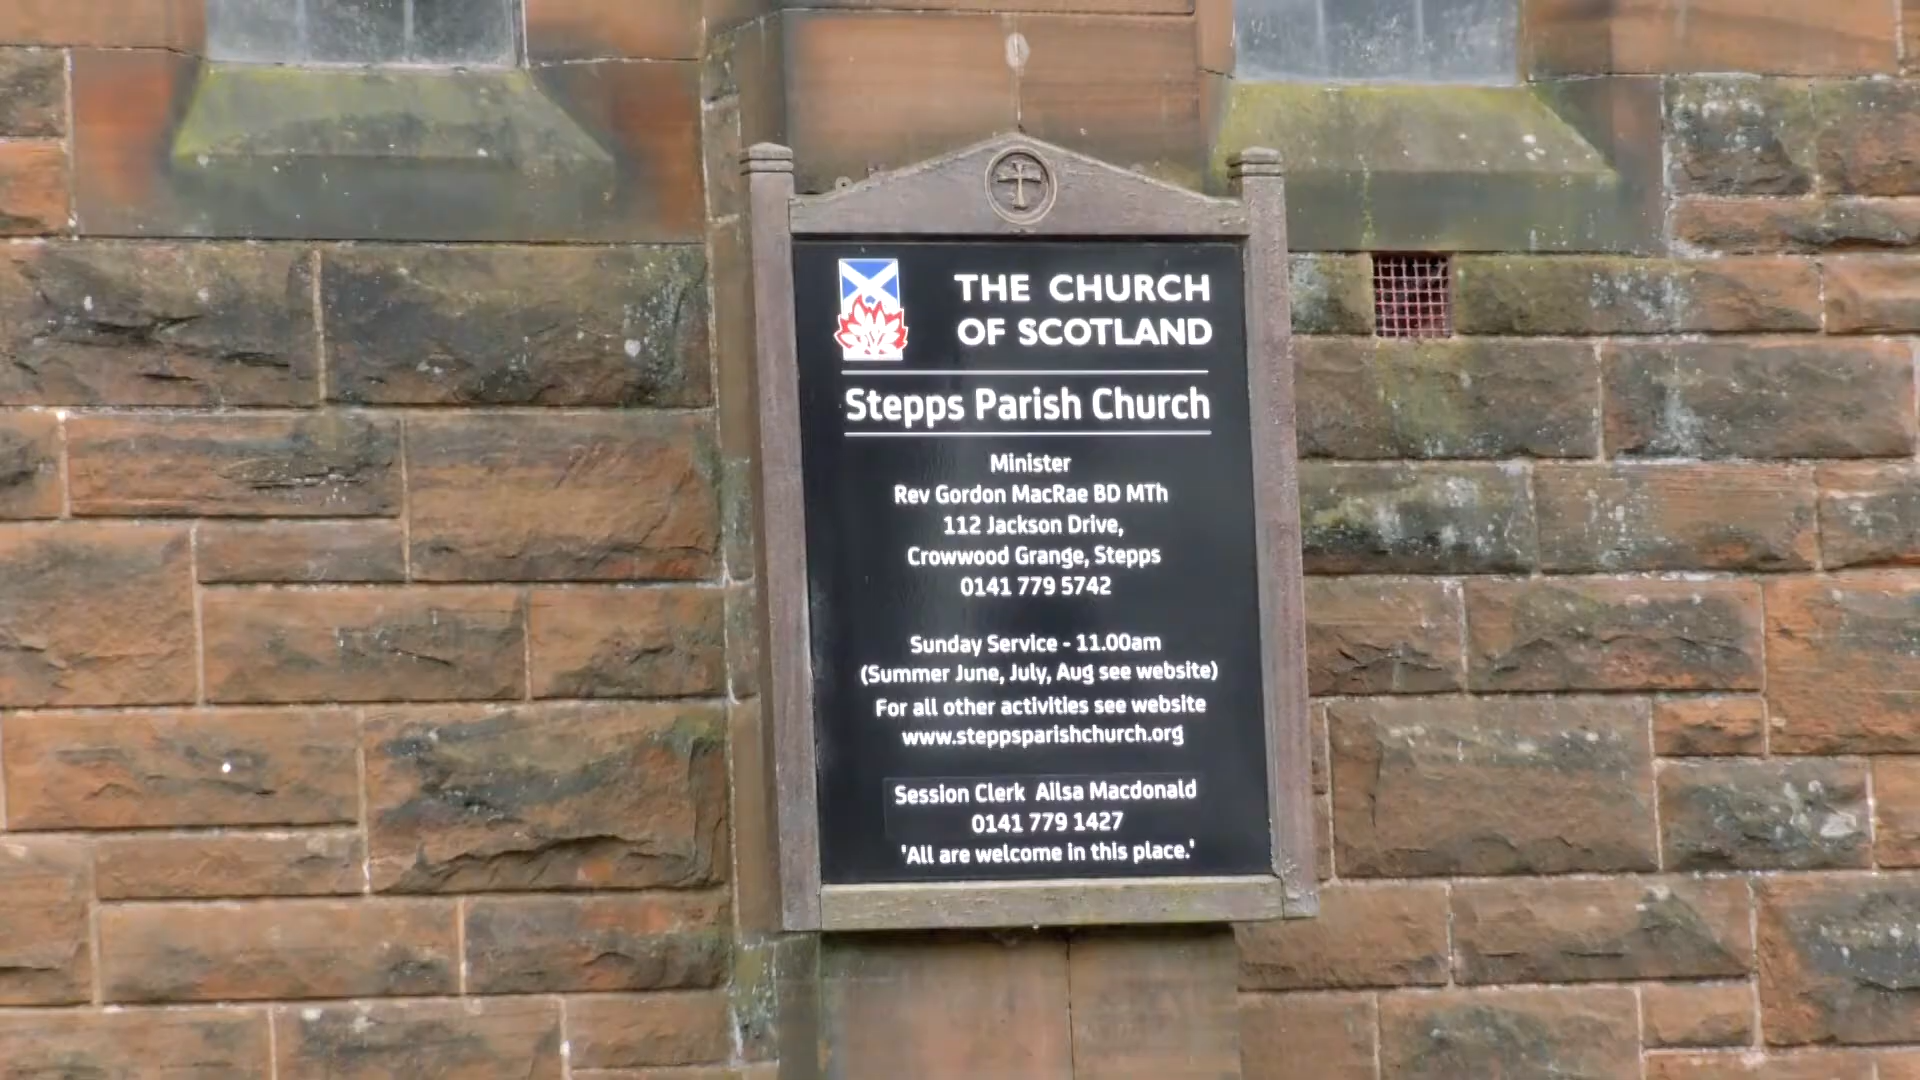 THE CHURCH
OF SCOTLAND
Stepps Parish Church
Minister
Rev Gordon MacRae BD MTh
112 Jackson Drive,
Crowwood Grange, Stepps
0141 779 5742
Sunday Service - 11.00am
(Summer June, July, Aug see website)
For all other activities see website
www.steppsparishchurch.org
Session Clerk Ailsa Macdonald
0141 779 1427
'All are welcome in this place.'